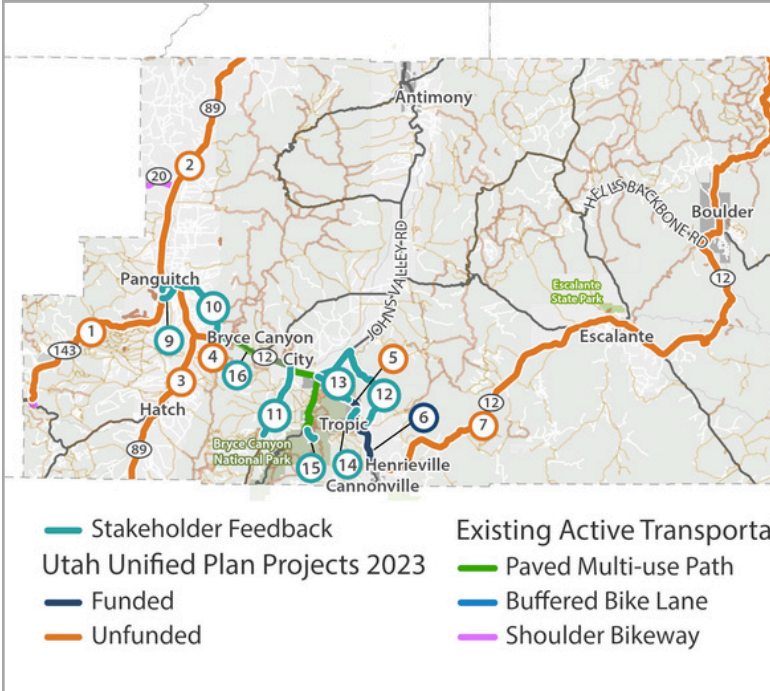 89
Antimony
2
20
HELLS BACKBONE RD
Boulder
JOHNS VALLEY RD
Panguitch
12
Escalante
State Park
10
1
9
Bryce Canyon
City
Escalante
143
4
12
16
5
3
13
12
12
Hatch
11
6
7
Tropic
89
Bryce Canyon
National Park
15
14
Henrieville
Cannonville
Stakeholder Feedback
Existing Active Transporta
Utah Unified Plan Projects 2023
Paved Multi-use Path
Funded
Buffered Bike Lane
Unfunded
Shoulder Bikeway